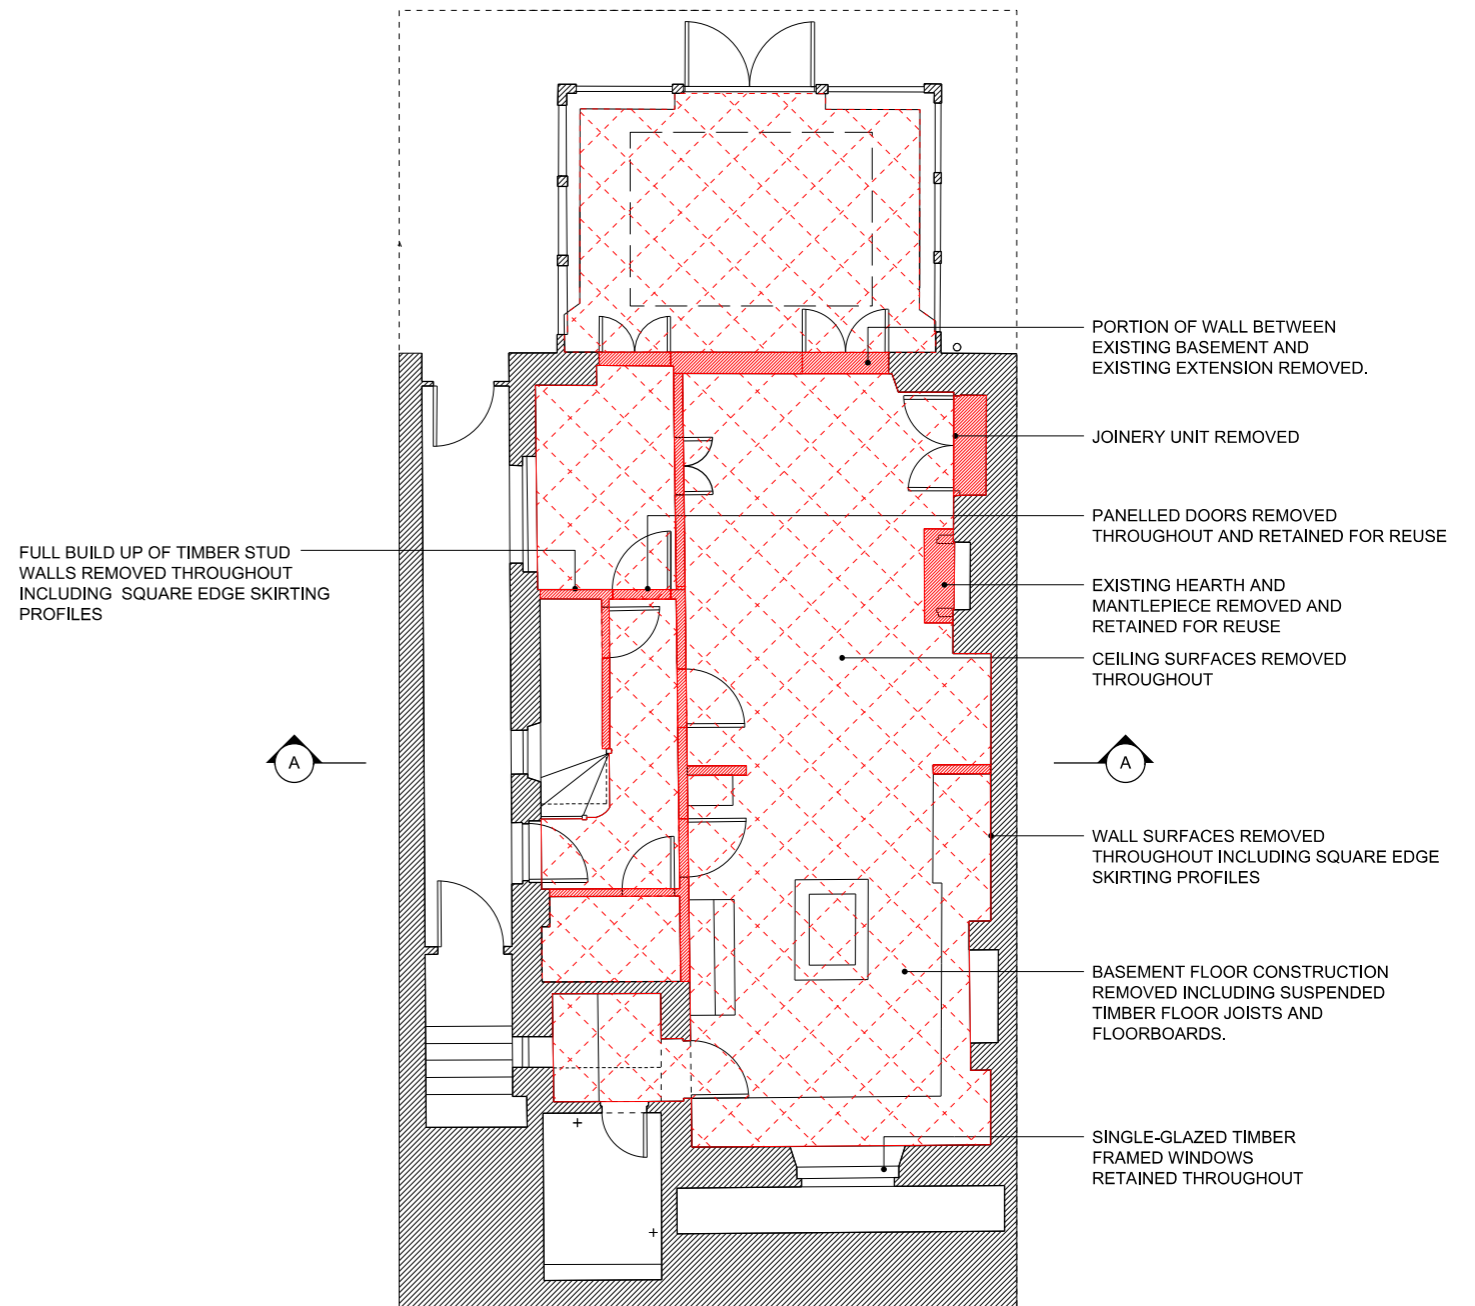 PORTION OF WALL BETWEEN
EXISTING BASEMENT AND
EXISTING EXTENSION REMOVED.
JOINERY UNIT REMOVED
PANELLED DOORS REMOVED
THROUGHOUT AND RETAINED FOR REUSE
FULL BUILD UP OF TIMBER STUD
WALLS REMOVED THROUGHOUT
INCLUDING SQUARE EDGE SKIRTING
PROFILES
EXISTING HEARTH AND
MANTLEPIECE REMOVED AND
RETAINED FOR REUSE
CEILING SURFACES REMOVED
THROUGHOUT
A
A
WALL SURFACES REMOVED
THROUGHOUT INCLUDING SQUARE EDGE
SKIRTING PROFILES
BASEMENT FLOOR CONSTRUCTION
REMOVED INCLUDING SUSPENDED
TIMBER FLOOR JOISTS AND
FLOORBOARDS.
SINGLE-GLAZED TIMBER
FRAMED WINDOWS
RETAINED THROUGHOUT